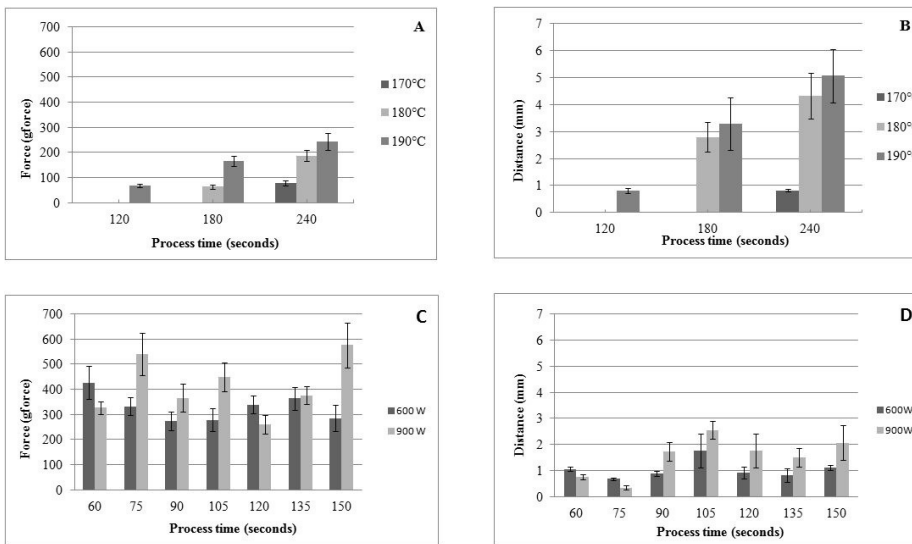 A
700
600
500
400
300
200
100
0
Force (gforce)
120 180 240
Process time (seconds)
170°C
180°C
190°C
B
7
6
5
4
3
2
1
0
Distance (mm)
120 180 240
Process time (seconds)
170°
180°
190°
C
700
600
500
400
300
200
100
0
Force (gforce)
60 75 90 105 120 135 150
Process time (seconds)
600 W
900 W
D
7
6
5
4
3
2
1
0
Distance (mm)
60 75 90 105 120 135 150
Process time (seconds)
600W
900W